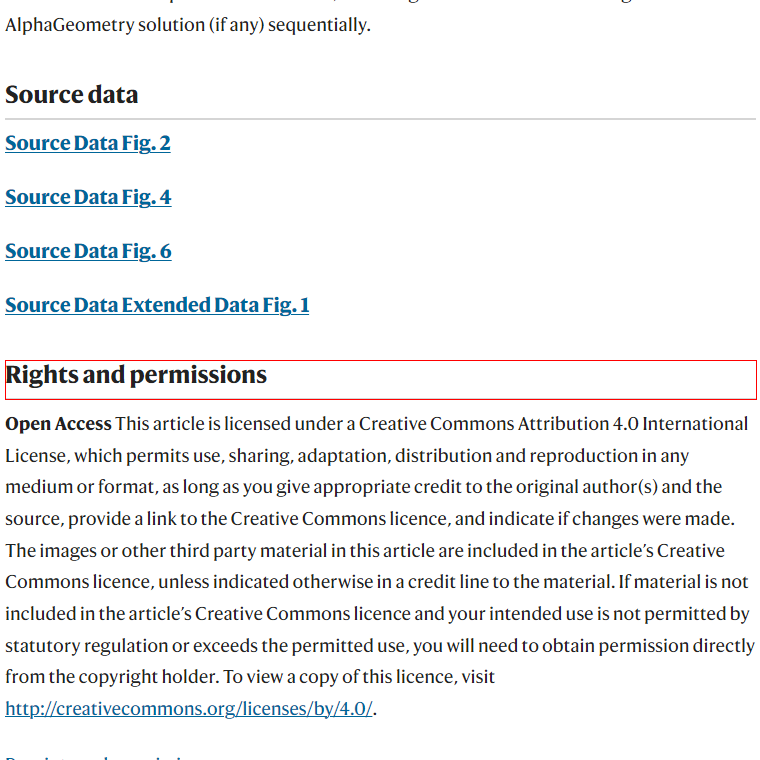 AlphaGeometry solution (if any) sequentially.
Source data
Source Data Fig. 2
Source Data Fig. 4
Source Data Fig. 6
Source Data Extended Data Fig. 1
Rights and permissions
Open Access This article is licensed under a Creative Commons Attribution 4.0 International
License, which permits use, sharing, adaptation, distribution and reproduction in any
medium or format, as long as you give appropriate credit to the original author(s) and the
source, provide a link to the Creative Commons licence, and indicate if changes were made.
The images or other third party material in this article are included in the article’s Creative
Commons licence, unless indicated otherwise in a credit line to the material. If material is not
included in the article’s Creative Commons licence and your intended use is not permitted by
statutory regulation or exceeds the permitted use, you will need to obtain permission directly
from the copyright holder. To view a copy of this licence, visit
http://creativecommons.org/licenses/by/4.0/.